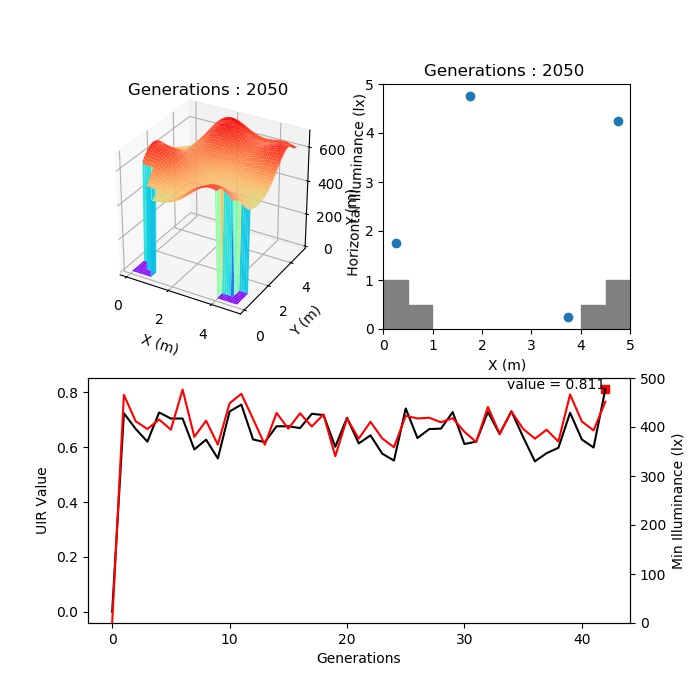 Generations : 2050
600
400
200
0
Horizontal Illuminance (lx)
0
2
4
X (m)
0
2
4
Y (m)
Generations : 2050
5
4
3
2
1
0
Y (m)
0 1 2 3 4 5
X (m)
value = 0.811
0.8
0.6
0.4
0.2
0.0
UIR Value
500
400
300
200
100
0
Min Illuminance (lx)
0 10 20 30 40
Generations